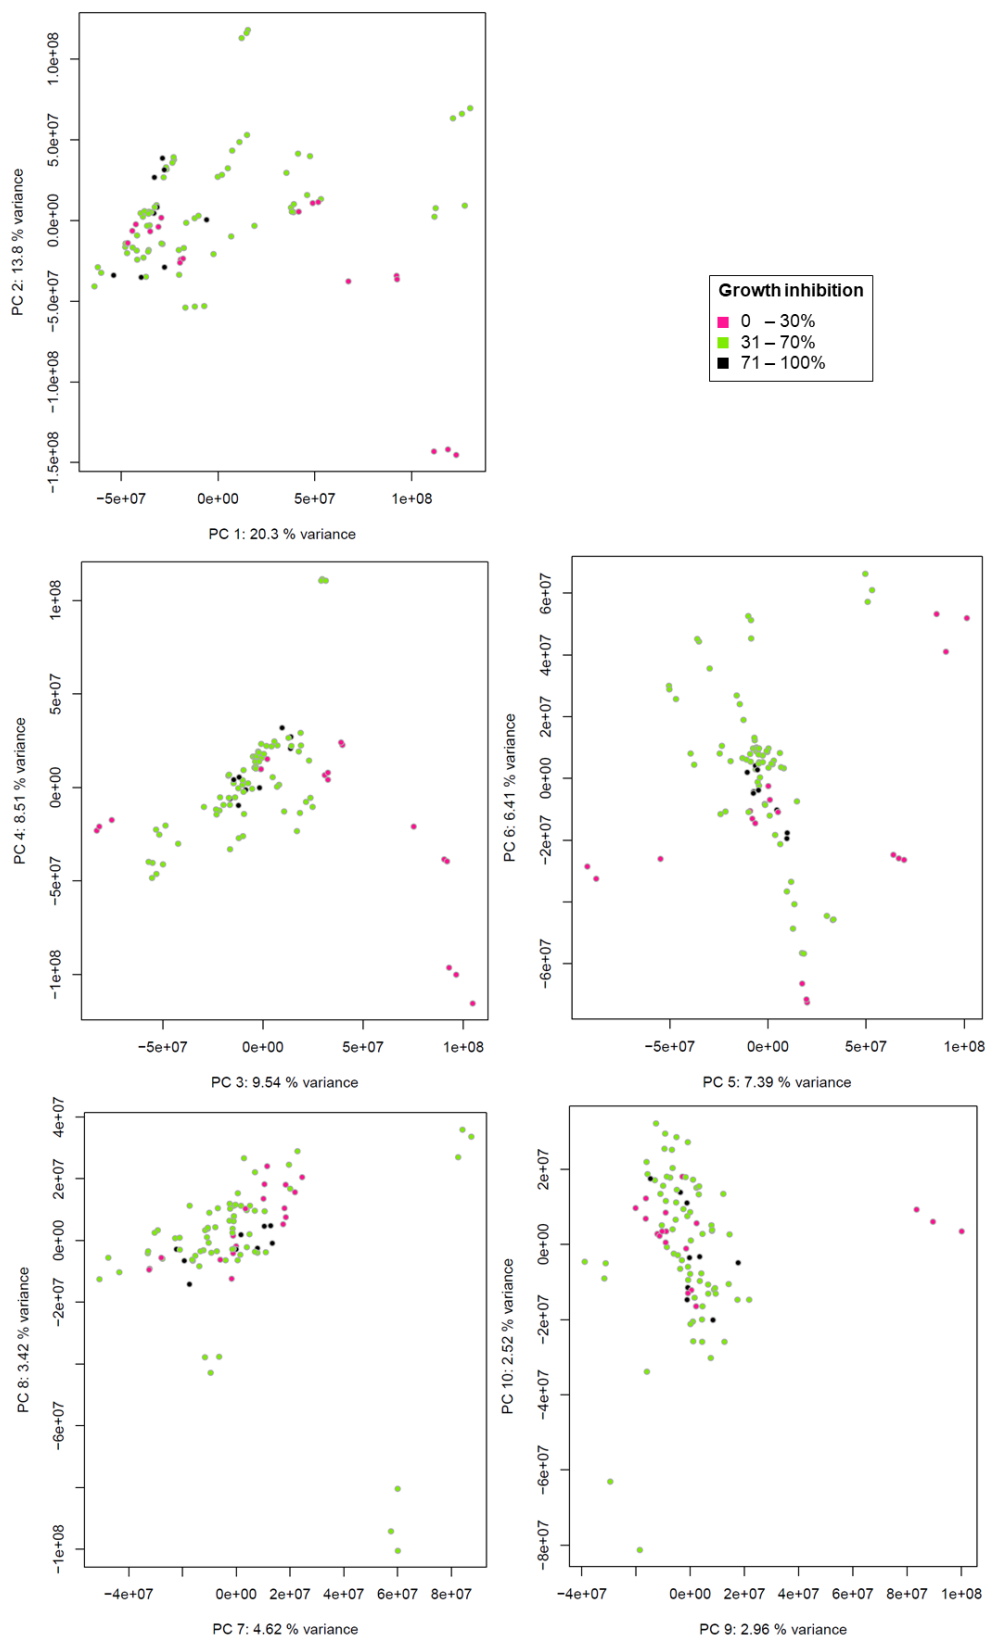 1.0e+08
5.0e+07
0.0e+00
−5.0e+07
−1.0e+08
−1.5e+08
PC 2: 13.8 % variance
−5e+07 0e+00 5e+07 1e+08
PC 1: 20.3 % variance
Growth inhibition
0 – 30%
31 – 70%
71 – 100%
1e+08
5e+07
0e+00
−5e+07
−1e+08
PC 4: 8.51 % variance
−5e+07 0e+00 5e+07 1e+08
PC 3: 9.54 % variance
6e+07
4e+07
2e+07
0e+00
−2e+07
−6e+07
PC 6: 6.41 % variance
−5e+07 0e+00 5e+07 1e+08
PC 5: 7.39 % variance
4e+07
2e+07
0e+00
−2e+07
−6e+07
−1e+08
PC 8: 3.42 % variance
−4e+07 0e+00 2e+07 4e+07 6e+07 8e+07
PC 7: 4.62 % variance
2e+07
0e+00
−2e+07
−4e+07
−6e+07
−8e+07
PC 10: 2.52 % variance
−4e+07 0e+00 2e+07 4e+07 6e+07 8e+07 1e+08
PC 9: 2.96 % variance